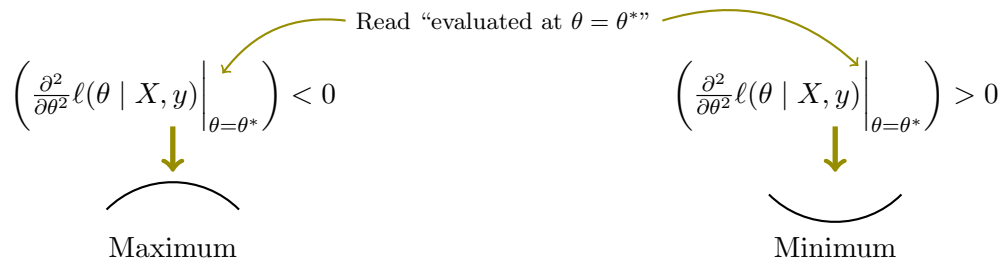 Read “evaluated at θ = θ*”
(∂²/∂θ² ℓ(θ | X, y)|θ=θ*) < 0
(∂²/∂θ² ℓ(θ | X, y)|θ=θ*) > 0
Maximum
Minimum